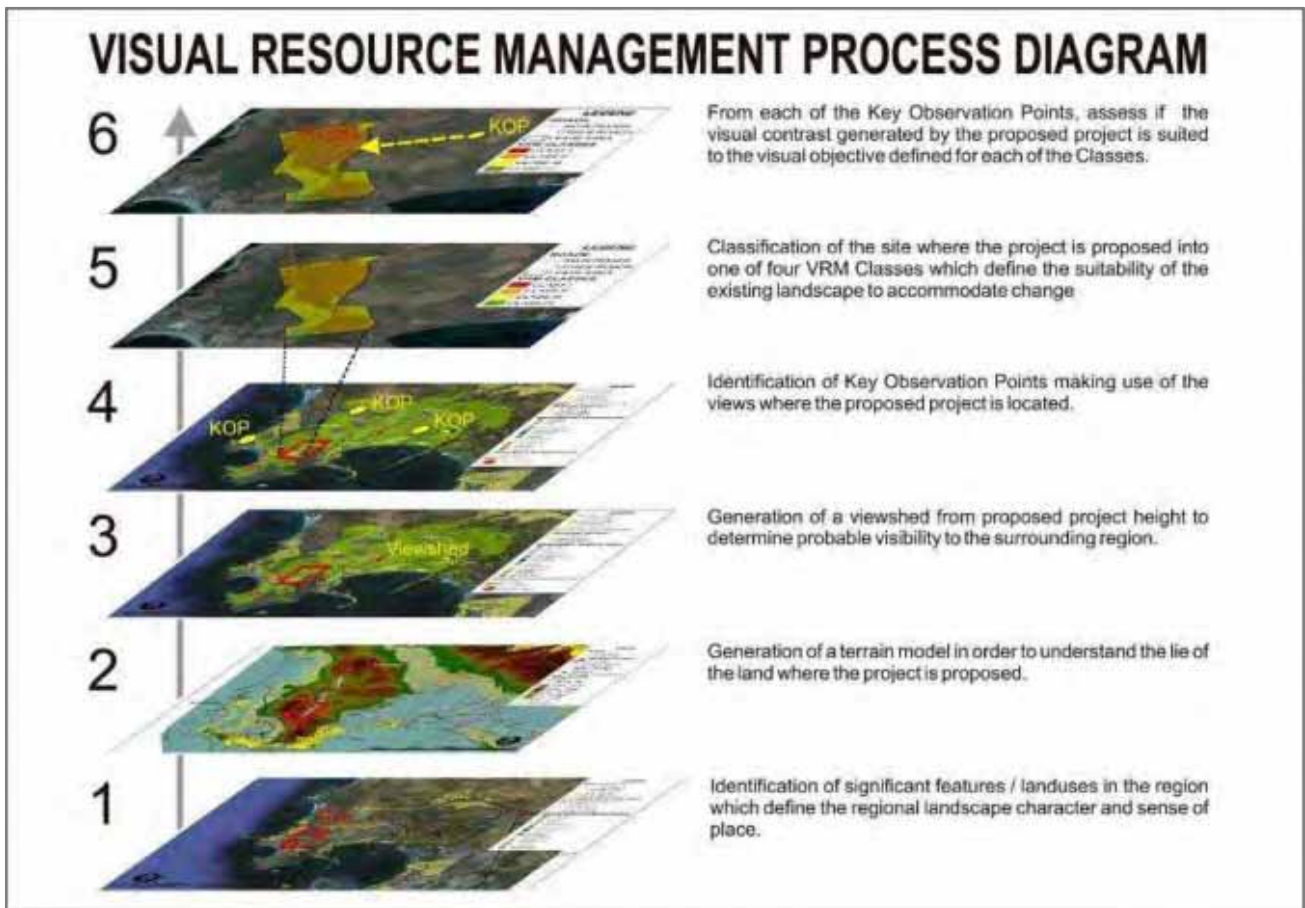 VISUAL RESOURCE MANAGEMENT PROCESS DIAGRAM
6
KOP
From each of the Key Observation Points, assess if the
visual contrast generated by the proposed project is suited
to the visual objective defined for each of the Classes.
5
Classification of the site where the project is proposed into
one of four VRM Classes which define the suitability of the
existing landscape to accommodate change
4
KOP
KOP
KOP
Identification of Key Observation Points making use of the
views where the proposed project is located.
3
Viewshed
Generation of a viewshed from proposed project height to
determine probable visibility to the surrounding region.
2
Generation of a terrain model in order to understand the lie of
the land where the project is proposed.
1
Identification of significant features / landuses in the region
which define the regional landscape character and sense of
place.